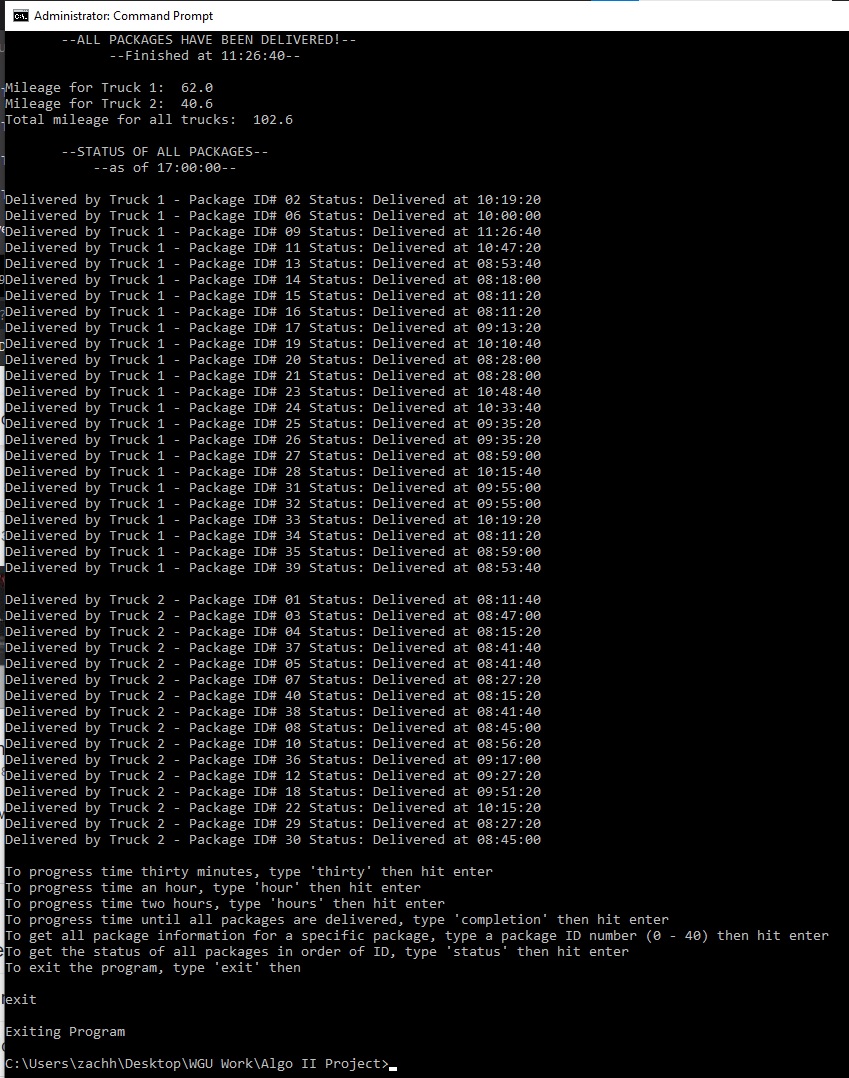 Administrator: Command Prompt
--ALL PACKAGES HAVE BEEN DELIVERED!--
--Finished at 11:26:40--
Mileage for Truck 1:  62.0
Mileage for Truck 2:  40.6
Total mileage for all trucks:  102.6
--STATUS OF ALL PACKAGES--
--as of 17:00:00--
Delivered by Truck 1 - Package ID# 02 Status: Delivered at 10:19:20
Delivered by Truck 1 - Package ID# 06 Status: Delivered at 10:00:00
Delivered by Truck 1 - Package ID# 09 Status: Delivered at 11:26:40
Delivered by Truck 1 - Package ID# 11 Status: Delivered at 10:47:20
Delivered by Truck 1 - Package ID# 13 Status: Delivered at 08:53:40
Delivered by Truck 1 - Package ID# 14 Status: Delivered at 08:18:00
Delivered by Truck 1 - Package ID# 15 Status: Delivered at 08:11:20
Delivered by Truck 1 - Package ID# 16 Status: Delivered at 08:11:20
Delivered by Truck 1 - Package ID# 17 Status: Delivered at 09:13:20
Delivered by Truck 1 - Package ID# 19 Status: Delivered at 10:10:40
Delivered by Truck 1 - Package ID# 20 Status: Delivered at 08:28:00
Delivered by Truck 1 - Package ID# 21 Status: Delivered at 08:28:00
Delivered by Truck 1 - Package ID# 23 Status: Delivered at 10:48:40
Delivered by Truck 1 - Package ID# 24 Status: Delivered at 10:33:40
Delivered by Truck 1 - Package ID# 25 Status: Delivered at 09:35:20
Delivered by Truck 1 - Package ID# 26 Status: Delivered at 09:35:20
Delivered by Truck 1 - Package ID# 27 Status: Delivered at 08:59:00
Delivered by Truck 1 - Package ID# 28 Status: Delivered at 10:15:40
Delivered by Truck 1 - Package ID# 31 Status: Delivered at 09:55:00
Delivered by Truck 1 - Package ID# 32 Status: Delivered at 09:55:00
Delivered by Truck 1 - Package ID# 33 Status: Delivered at 10:19:20
Delivered by Truck 1 - Package ID# 34 Status: Delivered at 08:11:20
Delivered by Truck 1 - Package ID# 35 Status: Delivered at 08:59:00
Delivered by Truck 1 - Package ID# 39 Status: Delivered at 08:53:40
Delivered by Truck 2 - Package ID# 01 Status: Delivered at 08:11:40
Delivered by Truck 2 - Package ID# 03 Status: Delivered at 08:47:00
Delivered by Truck 2 - Package ID# 04 Status: Delivered at 08:15:20
Delivered by Truck 2 - Package ID# 37 Status: Delivered at 08:41:40
Delivered by Truck 2 - Package ID# 05 Status: Delivered at 08:41:40
Delivered by Truck 2 - Package ID# 07 Status: Delivered at 08:27:20
Delivered by Truck 2 - Package ID# 40 Status: Delivered at 08:15:20
Delivered by Truck 2 - Package ID# 38 Status: Delivered at 08:41:40
Delivered by Truck 2 - Package ID# 08 Status: Delivered at 08:45:00
Delivered by Truck 2 - Package ID# 10 Status: Delivered at 08:56:20
Delivered by Truck 2 - Package ID# 36 Status: Delivered at 09:17:00
Delivered by Truck 2 - Package ID# 12 Status: Delivered at 09:27:20
Delivered by Truck 2 - Package ID# 18 Status: Delivered at 09:51:20
Delivered by Truck 2 - Package ID# 22 Status: Delivered at 10:15:20
Delivered by Truck 2 - Package ID# 29 Status: Delivered at 08:27:20
Delivered by Truck 2 - Package ID# 30 Status: Delivered at 08:45:00
To progress time thirty minutes, type 'thirty' then hit enter
To progress time an hour, type 'hour' then hit enter
To progress time two hours, type 'hours' then hit enter
To progress time until all packages are delivered, type 'completion' then hit enter
To get all package information for a specific package, type a package ID number (0 - 40) then hit enter
To get the status of all packages in order of ID, type 'status' then hit enter
To exit the program, type 'exit' then
exit
Exiting Program
C:\Users\zachh\Desktop\WGU Work\Algo II Project>